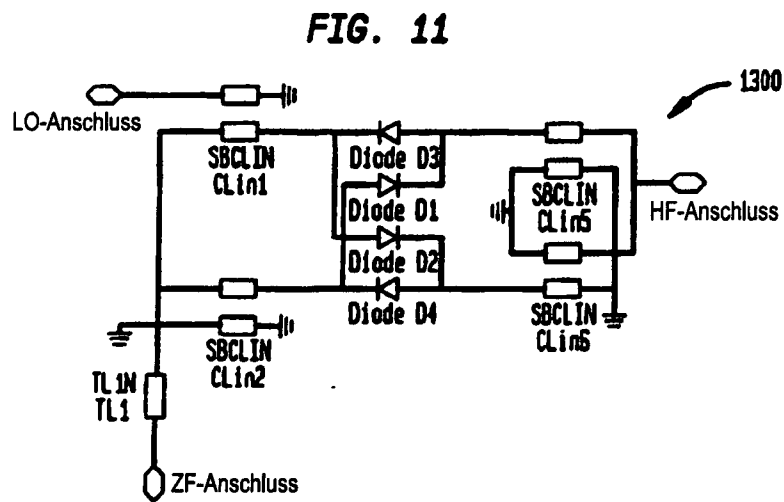 FIG. 11
1300
LO-Anschluss
SBCLIN
CLin1
Diode D3
Diode D1
SBCLIN
CLin5
HF-Anschluss
Diode D2
Diode D4
SBCLIN
CLin6
SBCLIN
CLin2
TLIN
TL1
ZF-Anschluss